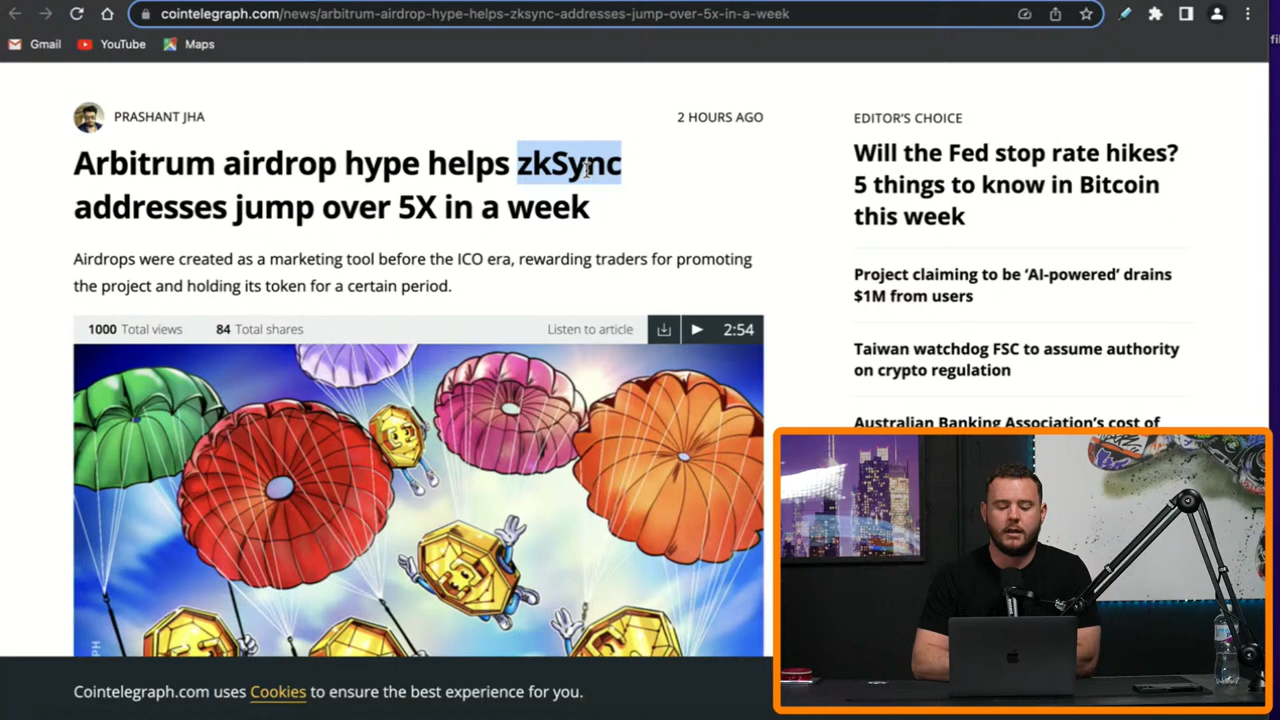 cointelegraph.com/news/arbitrum-airdrop-hype-helps-zksync-addresses-jump-over-5x-in-a-week
Gmail
YouTube
Maps
PRASHANT JHA
2 HOURS AGO
Arbitrum airdrop hype helps zkSync
addresses jump over 5X in a week
Airdrops were created as a marketing tool before the ICO era, rewarding traders for promoting
the project and holding its token for a certain period.
1000 Total views
84 Total shares
Listen to article
2:54
EDITOR'S CHOICE
Will the Fed stop rate hikes?
5 things to know in Bitcoin
this week
Project claiming to be ‘AI-powered’ drains
$1M from users
Taiwan watchdog FSC to assume authority
on crypto regulation
Australian Banking Association’s cost of
Cointelegraph.com uses Cookies to ensure the best experience for you.